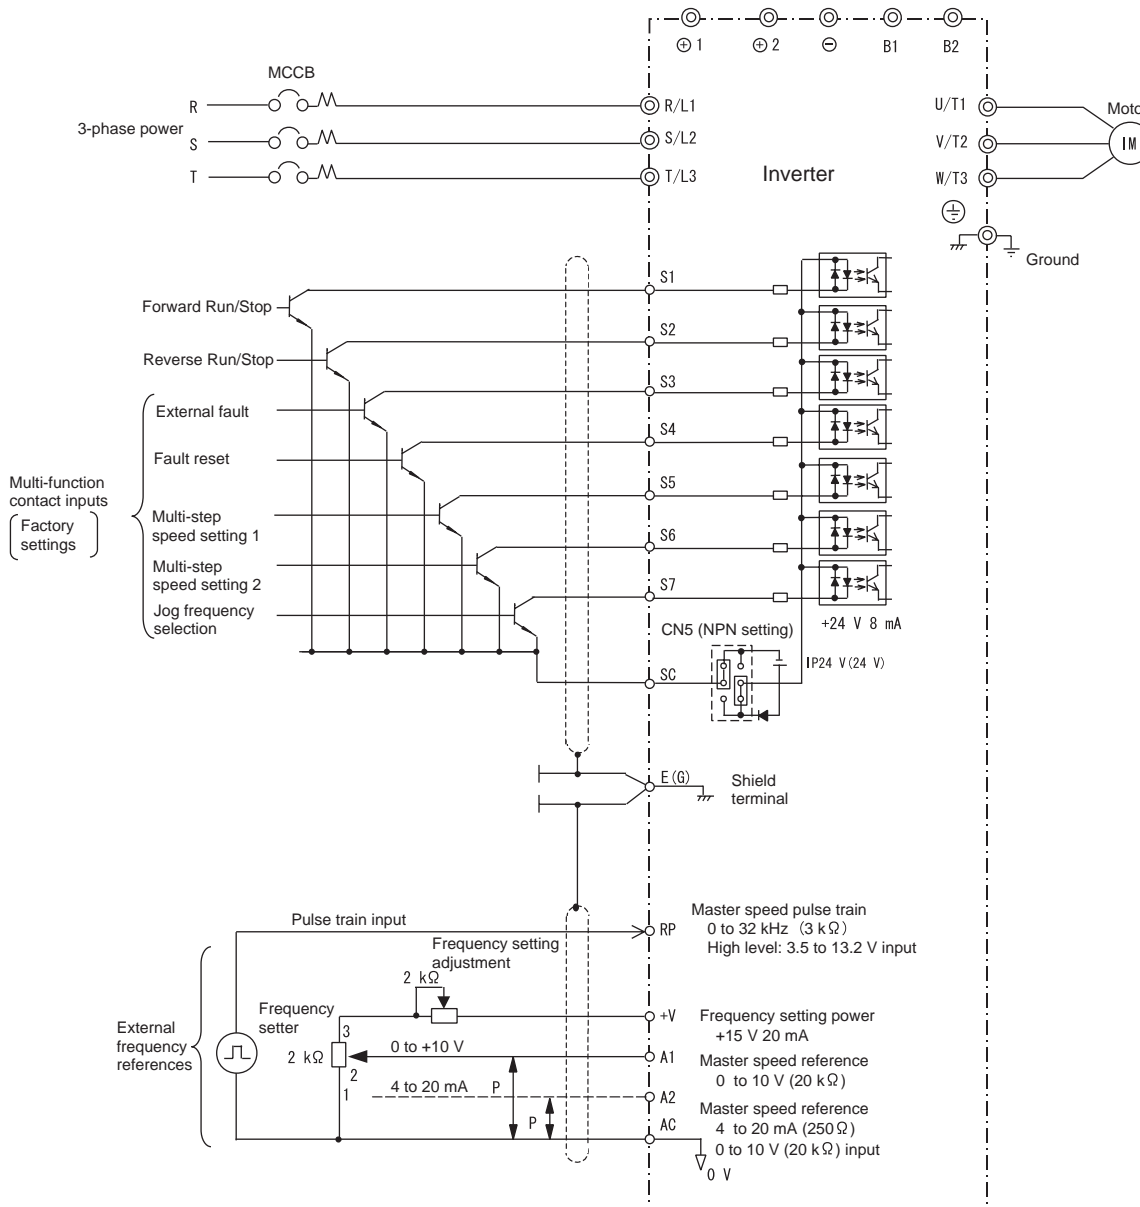 ⊕1
⊕2
⊖
B1
B2
MCCB
3-phase power
R
S
T
R/L1
S/L2
T/L3
Inverter
U/T1
V/T2
W/T3
Moto
IM
Ground
Forward Run/Stop
Reverse Run/Stop
External fault
Fault reset
Multi-function
contact inputs
Factory
settings
Multi-step
speed setting 1
Multi-step
speed setting 2
Jog frequency
selection
S1
S2
S3
S4
S5
S6
S7
SC
+24 V 8 mA
CN5 (NPN setting)
IP24 V(24 V)
E(G)
Shield
terminal
Pulse train input
RP
Master speed pulse train
0 to 32 kHz (3 kΩ)
High level: 3.5 to 13.2 V input
Frequency setting
adjustment
2 kΩ
Frequency
setter
External
frequency
references
3
2 kΩ
2
1
0 to +10 V
4 to 20 mA
P
P
+V
Frequency setting power
+15 V 20 mA
A1
Master speed reference
0 to 10 V (20 kΩ)
A2
Master speed reference
4 to 20 mA (250Ω)
0 to 10 V (20 kΩ) input
AC
0 V